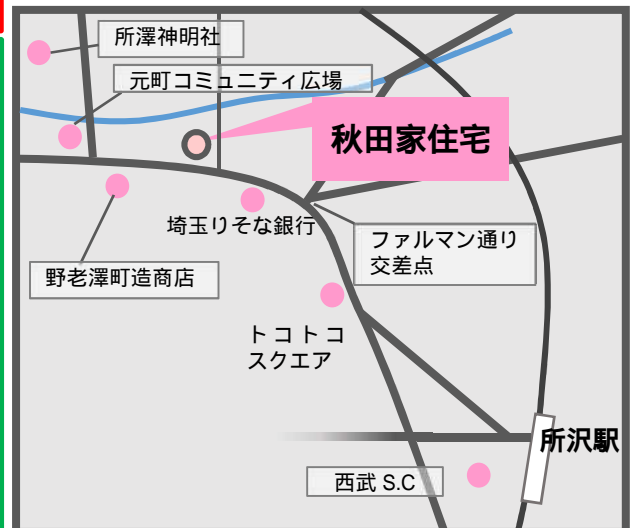 所澤神明社
元町コミュニティ広場
秋田家住宅
埼玉りそな銀行
ファルマン通り
交差点
野老澤町造商店
トコトコ
スクエア
所沢駅
西武 S.C